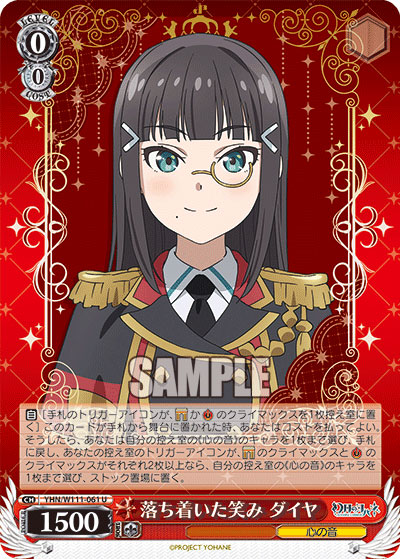 LEVEL
0
0
COST
SAMPLE
自 [手札のトリガーアイコンが、かのクライマックスを1枚控え室に置
く] このカードが手札から舞台に置かれた時、あなたはコストを払ってよい。
そうしたら、あなたは自分の控え室の《心の音》のキャラを1枚まで選び、手札
に戻し、あなたの控え室のトリガーアイコンが、のクライマックスとの
クライマックスがそれぞれ2枚以上なら、自分の控え室の《心の音》のキャラを
1枚まで選び、ストック置場に置く。
CH YHN/W111-061 U
1500
落ち着いた笑み ダイヤ
心の音
©PROJECT YOHANE